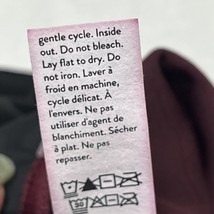 gentle cycle. Inside
out. Do not bleach.
Lay flat to dry. Do
not iron. Laver à
froid en machine,
cycle délicat. À
l'envers. Ne pas
utiliser d'agent de
blanchiment. Sécher
à plat. Ne pas
repasser.
30